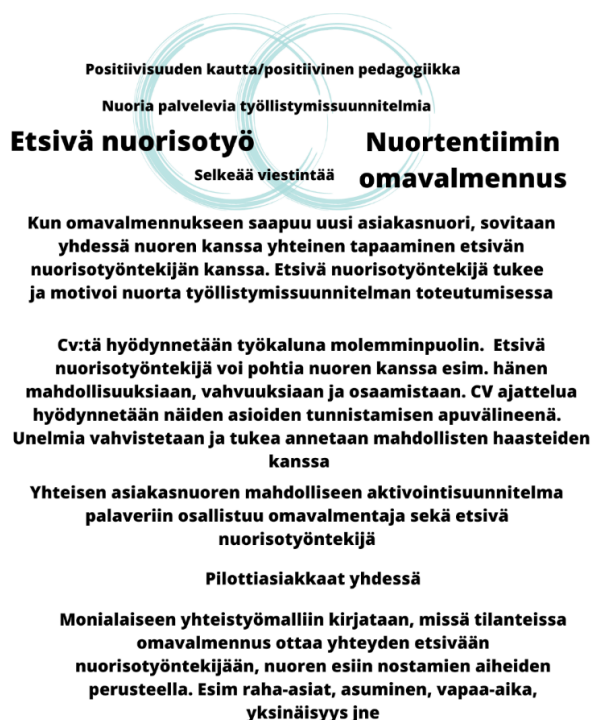 Positiivisuuden kautta/positiivinen pedagogiikka
Nuoria palvelevia työllistymissuunnitelmia
Etsivä nuorisotyö
Nuortentiimin
omavalmennus
Selkeää viestintää
Kun omavalmennukseen saapuu uusi asiakasnuori, sovitaan
yhdessä nuoren kanssa yhteinen tapaaminen etsivän
nuorisotyöntekijän kanssa. Etsivä nuorisotyöntekijä tukee
ja motivoi nuorta työllistymissuunnitelman toteutumisessa
Cv:tä hyödynnetään työkaluna molemminpuolin. Etsivä
nuorisotyöntekijä voi pohtia nuoren kanssa esim. hänen
mahdollisuuksiaan, vahvuuksiaan ja osaamistaan. CV ajattelua
hyödynnetään näiden asioiden tunnistamisen apuvälineenä.
Unelmia vahvistetaan ja tukea annetaan mahdollisten haasteiden
kanssa
Yhteisen asiakasnuoren mahdolliseen aktivointisuunnitelma
palaveriin osallistuu omavalmentaja sekä etsivä
nuorisotyöntekijä
Pilottiasiakkaat yhdessä
Monialaiseen yhteistyömalliin kirjataan, missä tilanteissa
omavalmennus ottaa yhteyden etsivään
nuorisotyöntekijään, nuoren esiin nostamien aiheiden
perusteella. Esim raha-asiat, asuminen, vapaa-aika,
yksinäisyys jne